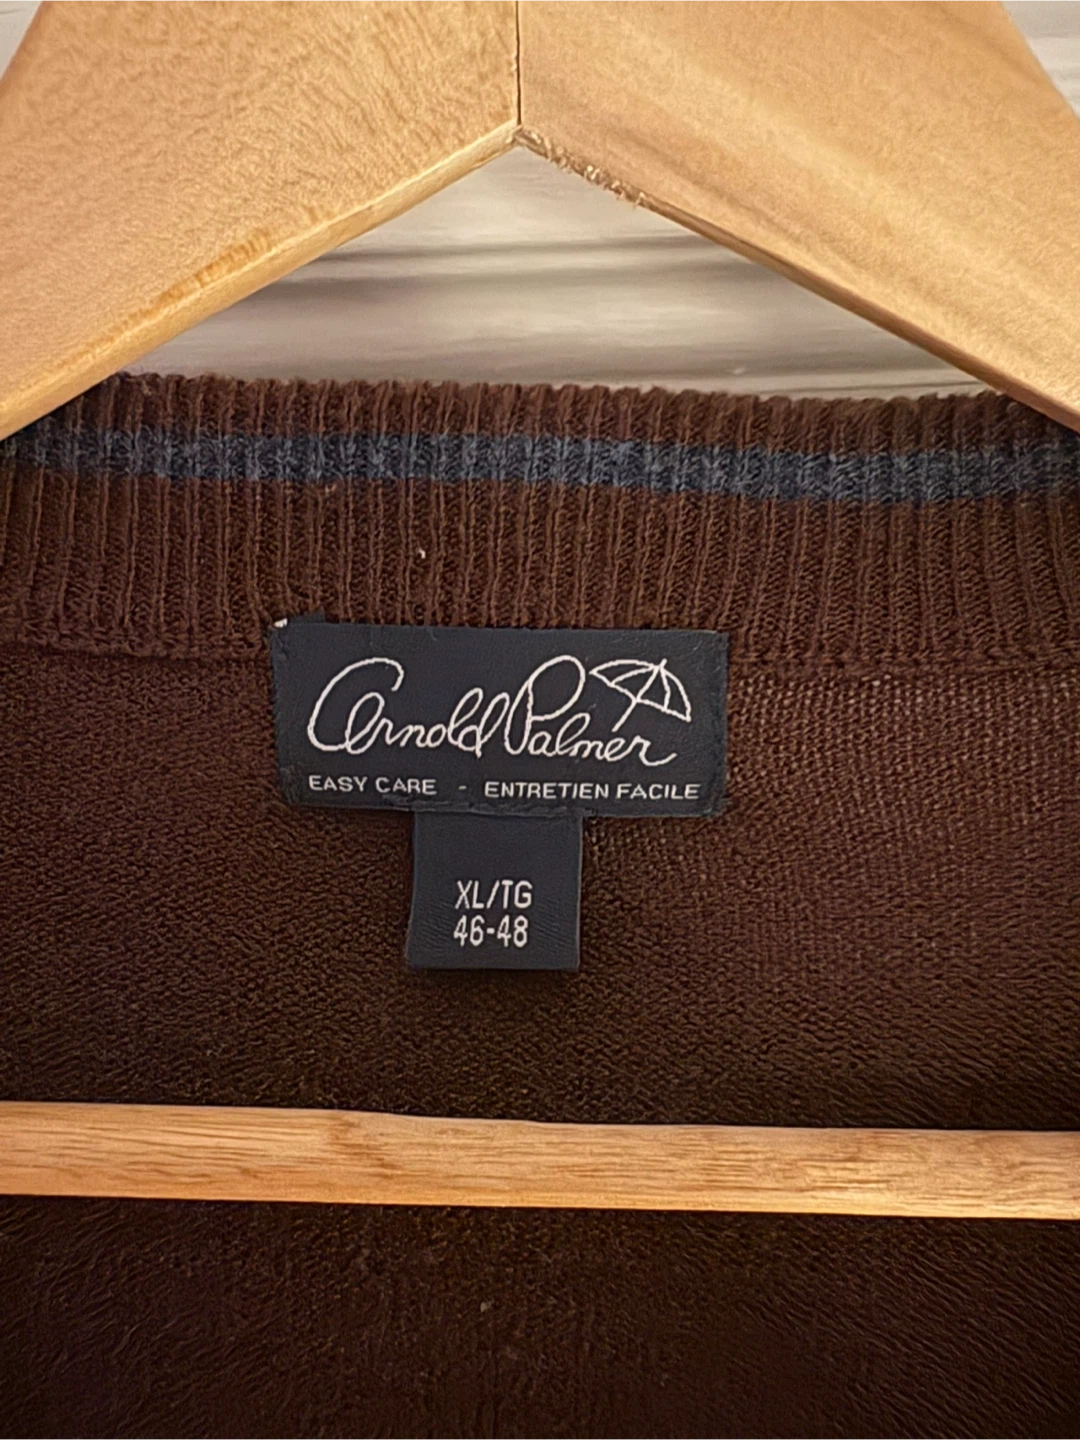 Arnold Palmer
EASY CARE - ENTRETIEN FACILE
XL/TG
46-48